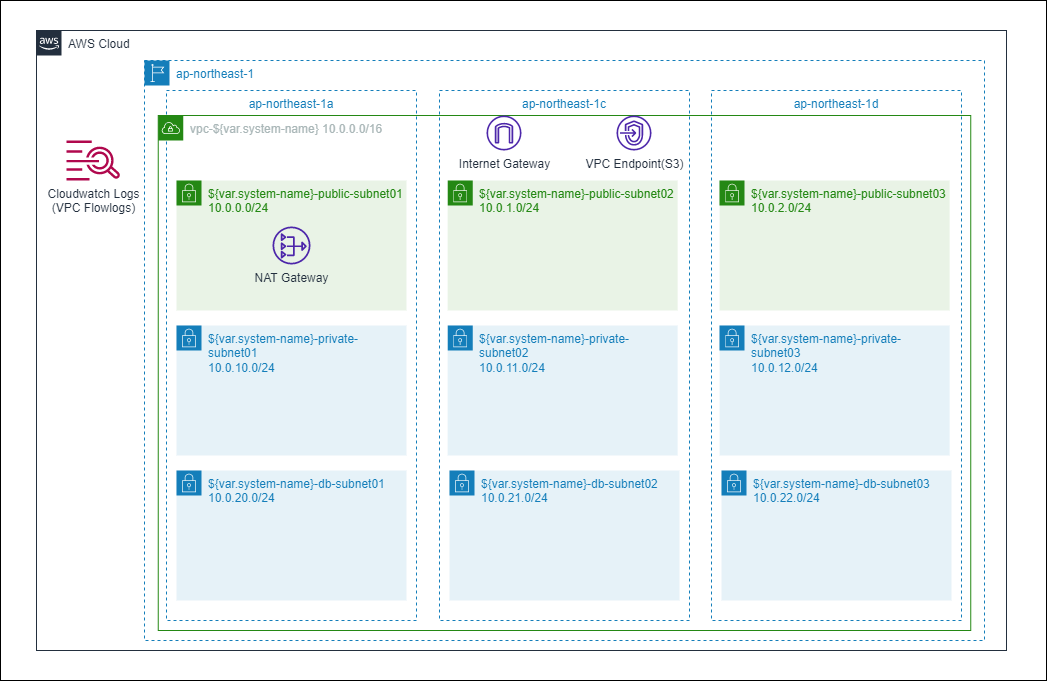 aws
AWS Cloud
ap-northeast-1
ap-northeast-1a
ap-northeast-1c
ap-northeast-1d
vpc-${var.system-name} 10.0.0.0/16
Internet Gateway
VPC Endpoint(S3)
Cloudwatch Logs
(VPC Flowlogs)
${var.system-name}-public-subnet01
10.0.0.0/24
NAT Gateway
${var.system-name}-public-subnet02
10.0.1.0/24
${var.system-name}-public-subnet03
10.0.2.0/24
${var.system-name}-private-
subnet01
10.0.10.0/24
${var.system-name}-private-
subnet02
10.0.11.0/24
${var.system-name}-private-
subnet03
10.0.12.0/24
${var.system-name}-db-subnet01
10.0.20.0/24
${var.system-name}-db-subnet02
10.0.21.0/24
${var.system-name}-db-subnet03
10.0.22.0/24